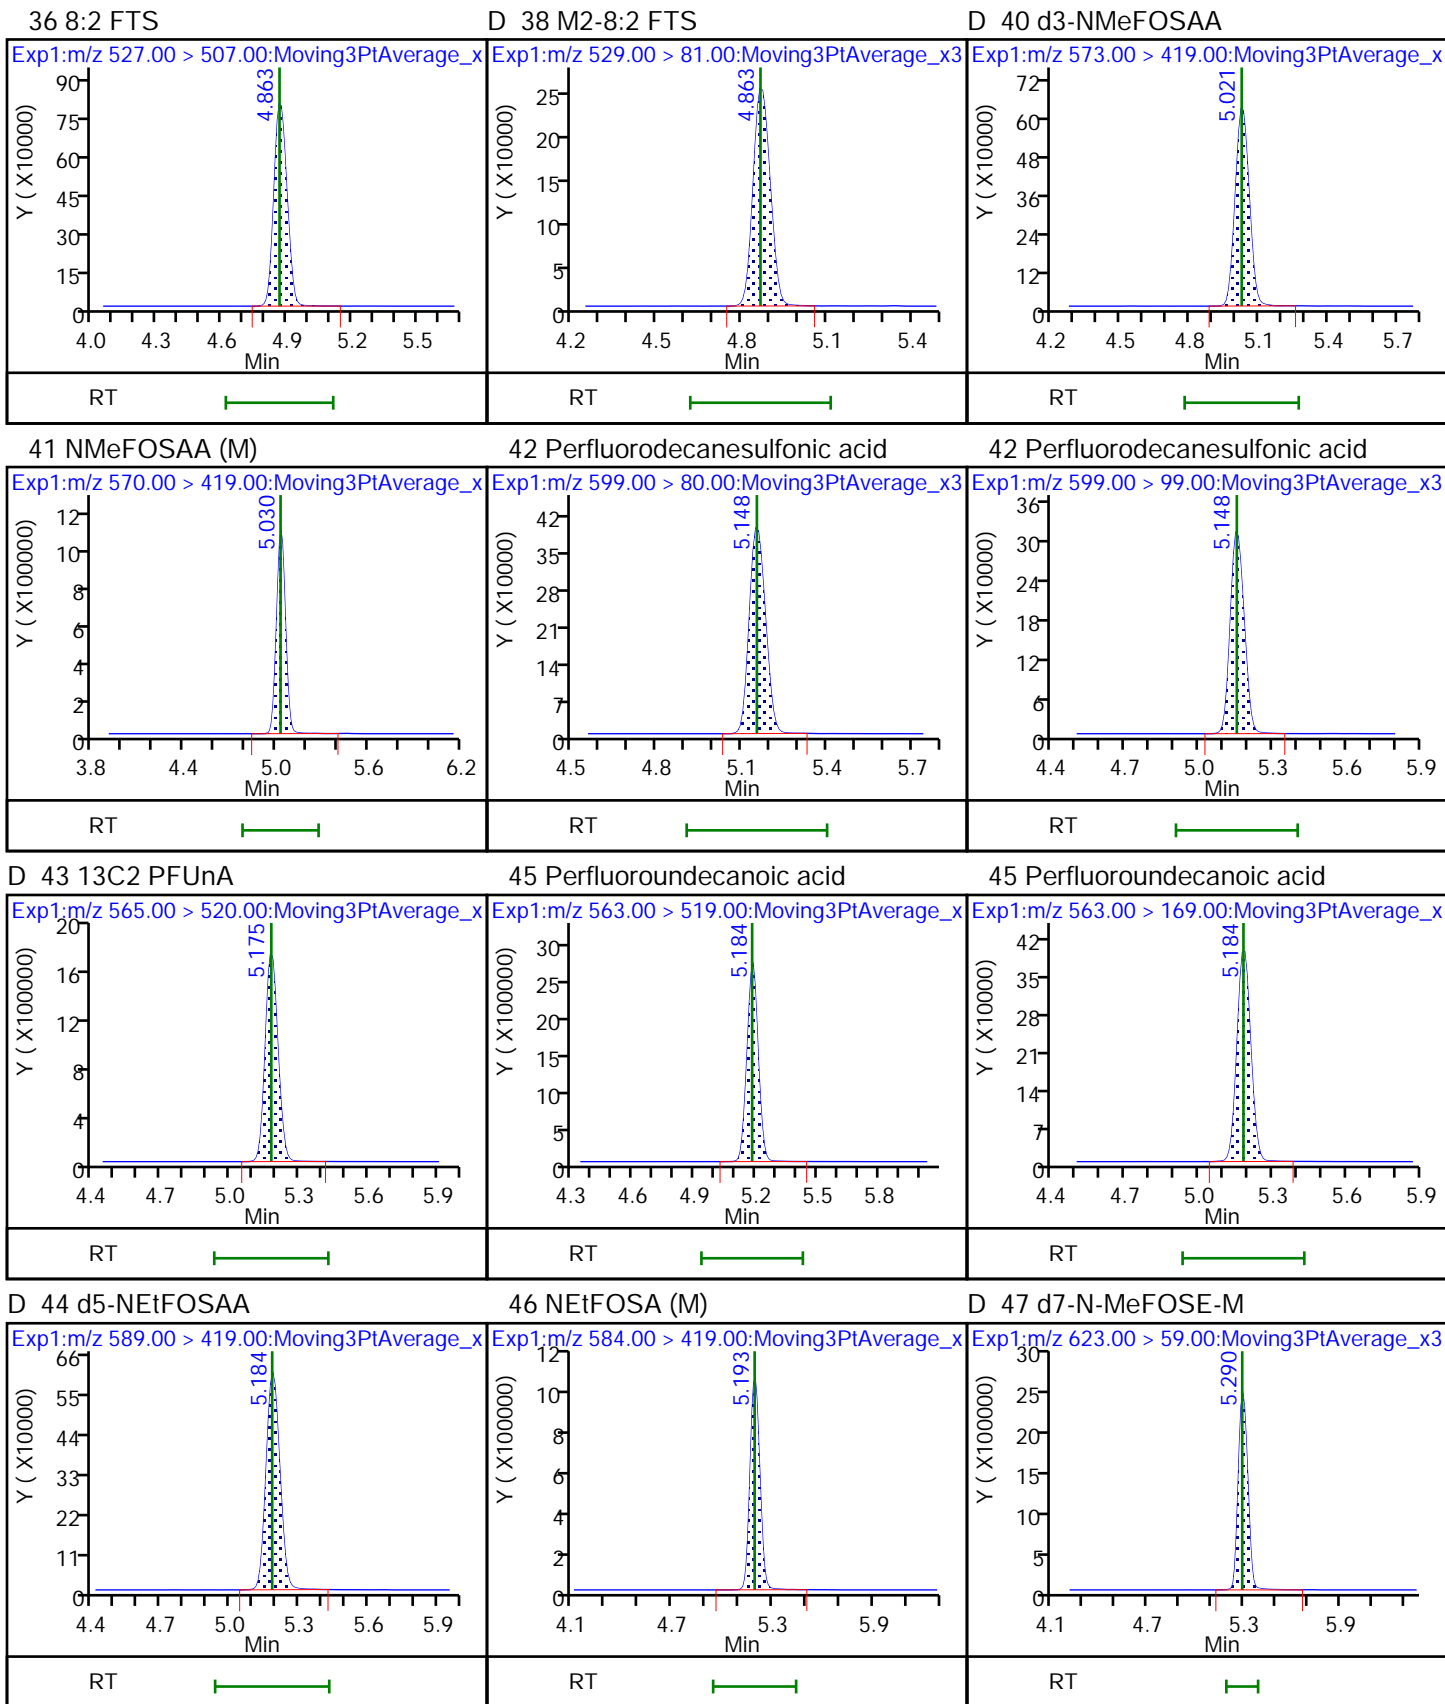 36 8:2 FTS
Exp1:m/z 527.00 > 507.00:Moving3PtAverage_x
4.863
Y ( X10000)
90
75
60
45
30
15
0
4.0 4.3 4.6 4.9 5.2 5.5
Min
RT
D 38 M2-8:2 FTS
Exp1:m/z 529.00 > 81.00:Moving3PtAverage_x3
4.863
Y ( X10000)
25
20
15
10
5
0
4.2 4.5 4.8 5.1 5.4
Min
RT
D 40 d3-NMeFOSAA
Exp1:m/z 573.00 > 419.00:Moving3PtAverage_x
5.021
Y ( X10000)
72
60
48
36
24
12
0
4.2 4.5 4.8 5.1 5.4 5.7
Min
RT
41 NMeFOSAA (M)
Exp1:m/z 570.00 > 419.00:Moving3PtAverage_x
5.030
Y ( X100000)
12
10
8
6
4
2
0
3.8 4.4 5.0 5.6 6.2
Min
RT
42 Perfluorodecanesulfonic acid
Exp1:m/z 599.00 > 80.00:Moving3PtAverage_x3
5.148
Y ( X10000)
42
35
28
21
14
7
0
4.5 4.8 5.1 5.4 5.7
Min
RT
42 Perfluorodecanesulfonic acid
Exp1:m/z 599.00 > 99.00:Moving3PtAverage_x3
5.148
Y ( X10000)
36
30
24
18
12
6
0
4.4 4.7 5.0 5.3 5.6 5.9
Min
RT
D 43 13C2 PFUnA
Exp1:m/z 565.00 > 520.00:Moving3PtAverage_x
5.175
Y ( X100000)
20
16
12
8
4
0
4.4 4.7 5.0 5.3 5.6 5.9
Min
RT
45 Perfluoroundecanoic acid
Exp1:m/z 563.00 > 519.00:Moving3PtAverage_x
5.184
Y ( X100000)
30
25
20
15
10
5
0
4.3 4.6 4.9 5.2 5.5 5.8
Min
RT
45 Perfluoroundecanoic acid
Exp1:m/z 563.00 > 169.00:Moving3PtAverage_x
5.184
Y ( X10000)
42
35
28
21
14
7
0
4.4 4.7 5.0 5.3 5.6 5.9
Min
RT
D 44 d5-NEtFOSAA
Exp1:m/z 589.00 > 419.00:Moving3PtAverage_x
5.184
Y ( X10000)
66
55
44
33
22
11
0
4.4 4.7 5.0 5.3 5.6 5.9
Min
RT
46 NEtFOSA (M)
Exp1:m/z 584.00 > 419.00:Moving3PtAverage_x
5.193
Y ( X100000)
12
10
8
6
4
2
0
4.1 4.7 5.3 5.9
Min
RT
D 47 d7-N-MeFOSE-M
Exp1:m/z 623.00 > 59.00:Moving3PtAverage_x3
5.290
Y ( X100000)
30
25
20
15
10
5
0
4.1 4.7 5.3 5.9
Min
RT